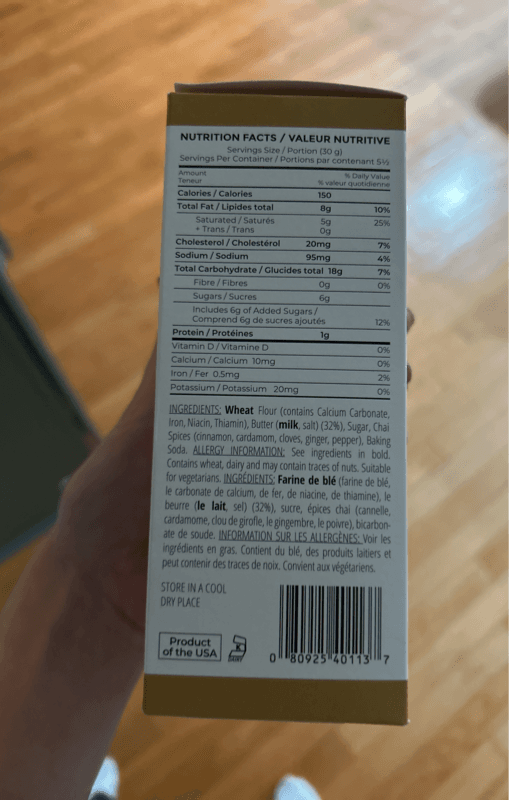 NUTRITION FACTS / VALEUR NUTRITIVE
Servings Size / Portion (30 g)
Servings Per Container / Portions par contenant 5½
Amount
Teneur
% Daily Value
% valeur quotidienne
Calories / Calories 150
Total Fat / Lipides total 8g 10%
Saturated / Saturés 5g 25%
+ Trans / Trans 0g
Cholesterol / Cholestérol 20mg 7%
Sodium / Sodium 95mg 4%
Total Carbohydrate / Glucides total 18g 7%
Fibre / Fibres 0g 0%
Sugars / Sucres 6g
Includes 6g of Added Sugars /
Comprend 6g de sucres ajoutés 12%
Protein / Protéines 1g
Vitamin D / Vitamine D 0%
Calcium / Calcium 10mg 0%
Iron / Fer 0.5mg 2%
Potassium / Potassium 20mg 0%
INGREDIENTS: Wheat Flour (contains Calcium Carbonate,
Iron, Niacin, Thiamin), Butter (milk, salt) (32%), Sugar, Chai
Spices (cinnamon, cardamom, cloves, ginger, pepper), Baking
Soda. ALLERGY INFORMATION: See ingredients in bold.
Contains wheat, dairy and may contain traces of nuts. Suitable
for vegetarians. INGRÉDIENTS: Farine de blé (farine de blé,
le carbonate de calcium, de fer, de niacine, de thiamine), le
beurre (le lait, sel) (32%), sucre, épices chai (cannelle,
cardamome, clou de girofle, le gingembre, le poivre), bicarbon-
ate de soude. INFORMATION SUR LES ALLERGÈNES: Voir les
ingrédients en gras. Contient du blé, des produits laitiers et
peut contenir des traces de noix. Convient aux végétariens.
STORE IN A COOL
DRY PLACE
Product
of the USA
K
DAIRY
0 80925 40113 7